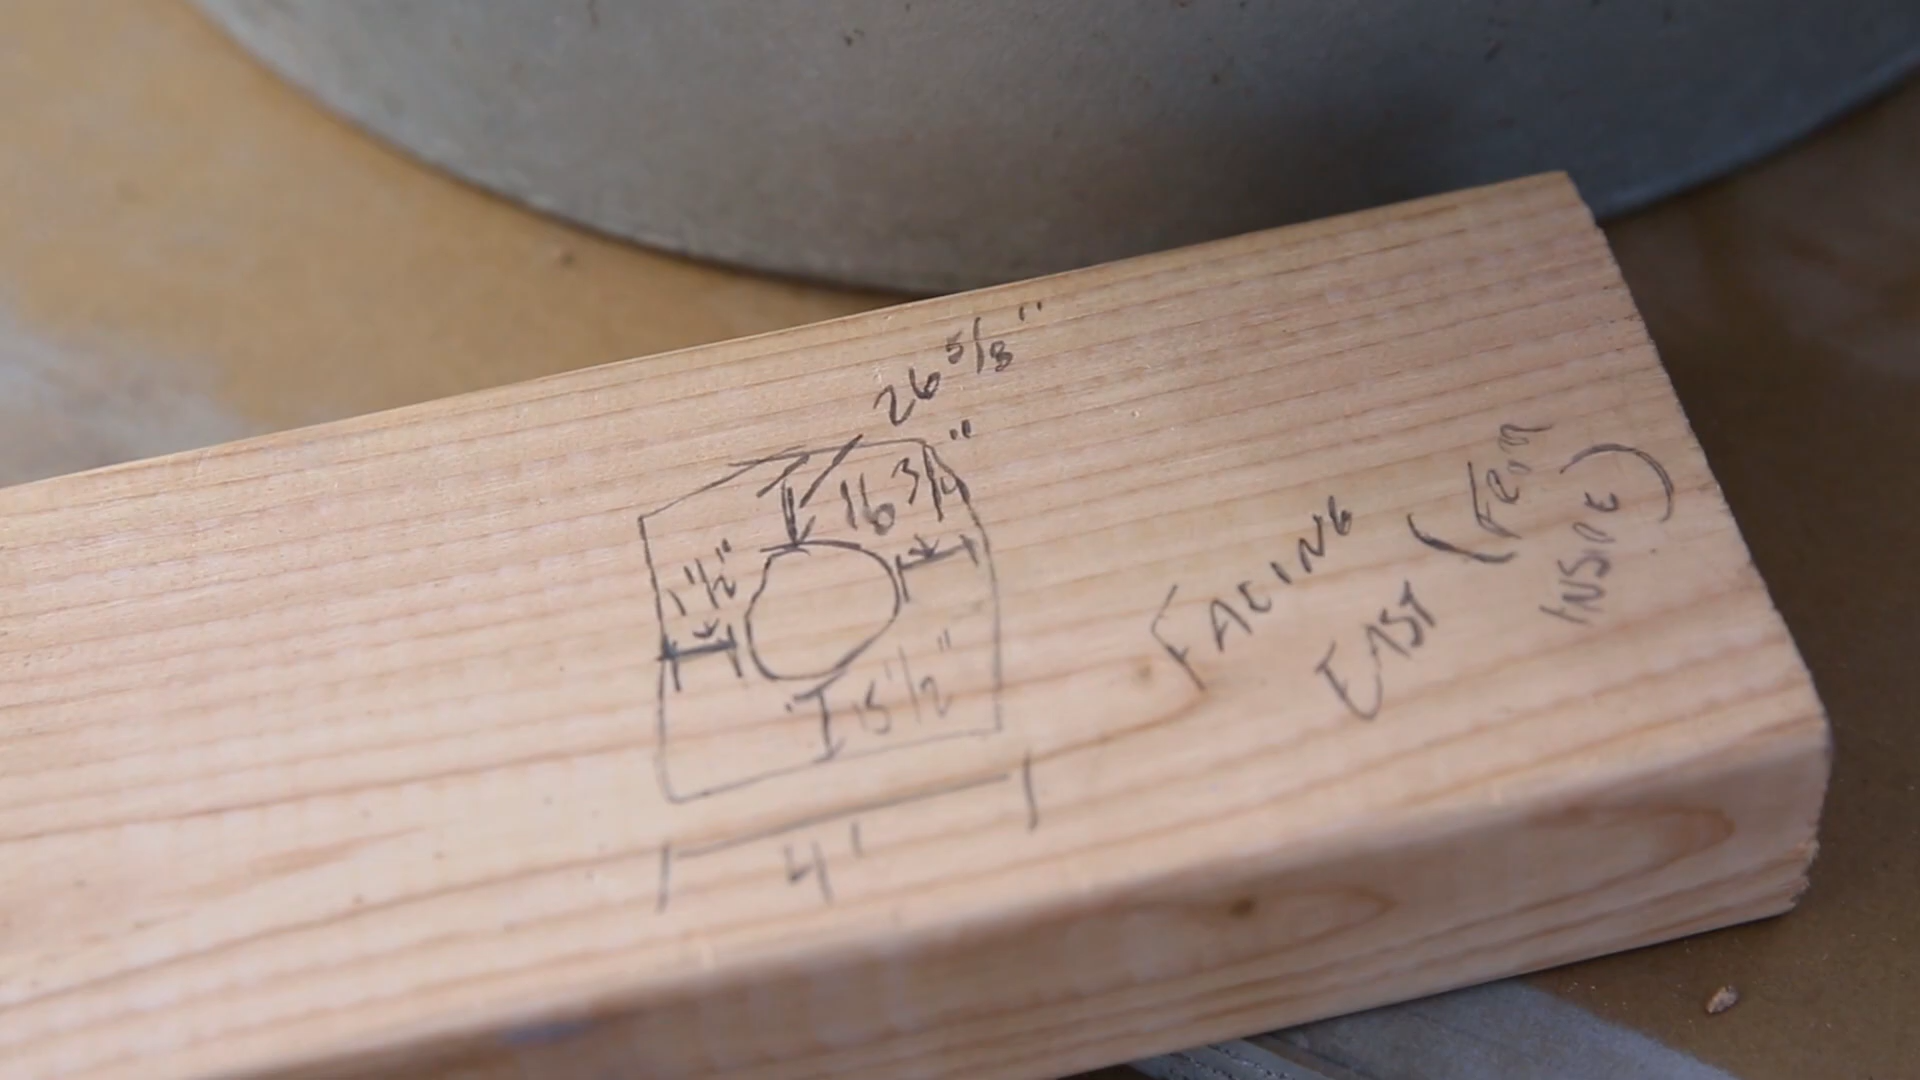 26 5/8"
16 3/4"
1 1/2"
15 1/2"
4'
FACING
EAST (FROM
INSIDE)